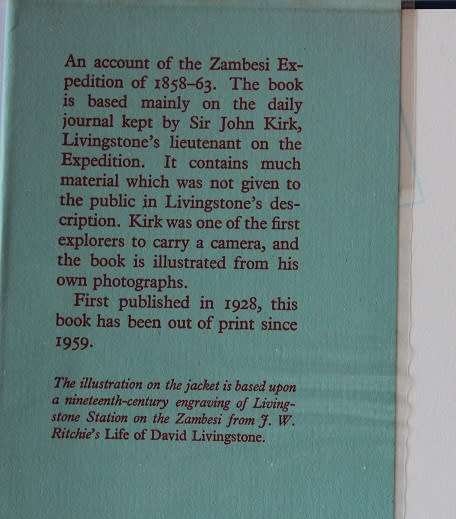 An account of the Zambesi Ex-
pedition of 1858–63. The book
is based mainly on the daily
journal kept by Sir John Kirk,
Livingstone's lieutenant on the
Expedition. It contains much
material which was not given to
the public in Livingstone's des-
cription. Kirk was one of the first
explorers to carry a camera, and
the book is illustrated from his
own photographs.
First published in 1928, this
book has been out of print since
1959.
The illustration on the jacket is based upon
a nineteenth-century engraving of Living-
stone Station on the Zambesi from J. W.
Ritchie's Life of David Livingstone.